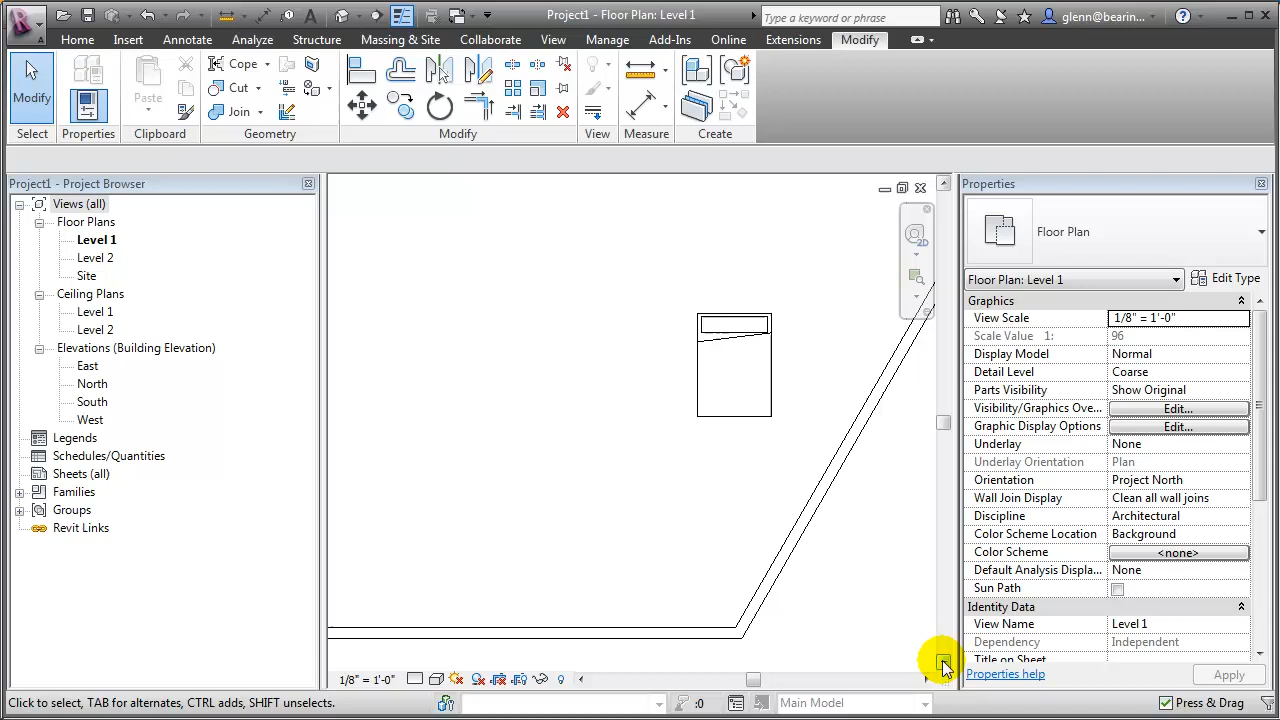 Project1 - Floor Plan: Level 1
Type a keyword or phrase
glenn@bearin...
Home Insert Annotate Analyze Structure Massing & Site Collaborate View Manage Add-Ins Online Extensions Modify
Modify
Paste
Cope
Cut
Join
Select Properties Clipboard Geometry Modify View Measure Create
Project1 - Project Browser
Views (all)
Floor Plans
Level 1
Level 2
Site
Ceiling Plans
Level 1
Level 2
Elevations (Building Elevation)
East
North
South
West
Legends
Schedules/Quantities
Sheets (all)
Families
Groups
Revit Links
2D
Properties
Floor Plan
Floor Plan: Level 1 Edit Type
Graphics
View Scale 1/8" = 1'-0"
Scale Value 1: 96
Display Model Normal
Detail Level Coarse
Parts Visibility Show Original
Visibility/Graphics Ove... Edit...
Graphic Display Options Edit...
Underlay None
Underlay Orientation Plan
Orientation Project North
Wall Join Display Clean all wall joins
Discipline Architectural
Color Scheme Location Background
Color Scheme <none>
Default Analysis Displa... None
Sun Path
Identity Data
View Name Level 1
Dependency Independent
Title on Sheet
Properties help Apply
1/8" = 1'-0"
Click to select, TAB for alternates, CTRL adds, SHIFT unselects. :0 Main Model Press & Drag